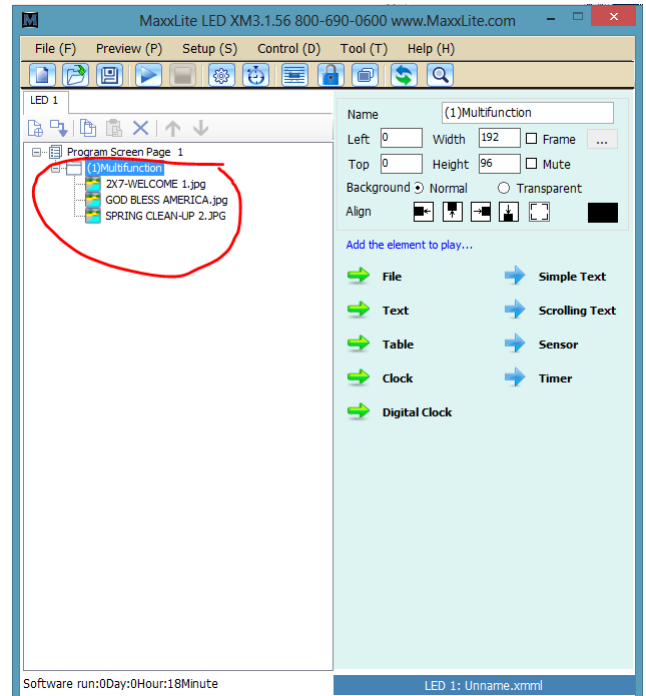 MaxxLite LED XM3.1.56 800-690-0600 www.MaxxLite.com
File (F) Preview (P) Setup (S) Control (D) Tool (T) Help (H)
LED 1
Program Screen Page 1
(1)Multifunction
2X7-WELCOME 1.jpg
GOD BLESS AMERICA.jpg
SPRING CLEAN-UP 2.JPG
Name (1)Multifunction
Left 0 Width 192 Frame ...
Top 0 Height 96 Mute
Background Normal Transparent
Align
Add the element to play...
File Simple Text
Text Scrolling Text
Table Sensor
Clock Timer
Digital Clock
Software run:0Day:0Hour:18Minute
LED 1: Unname.xmml